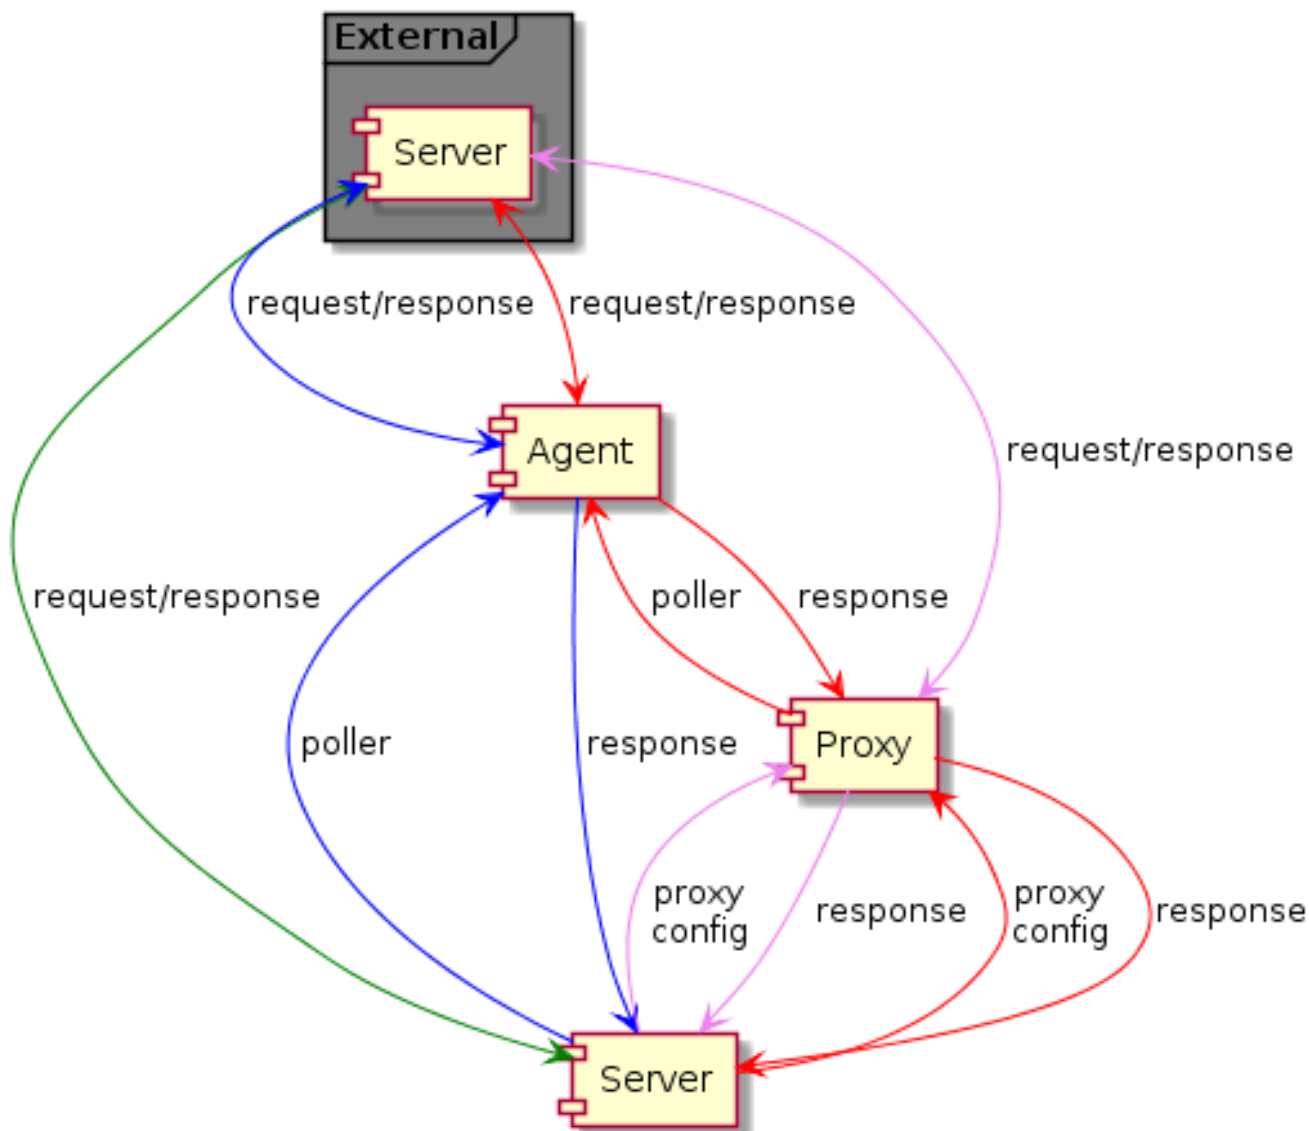 External
Server
request/response
request/response
Agent
request/response
request/response
poller
response
poller
response
Proxy
proxy
config
response
proxy
config
response
Server